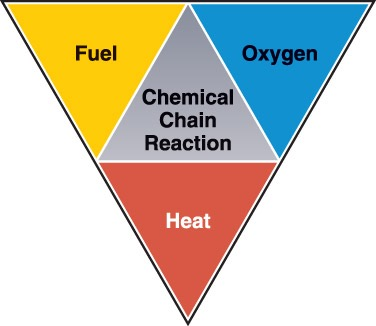 Fuel
Oxygen
Chemical
Chain
Reaction
Heat